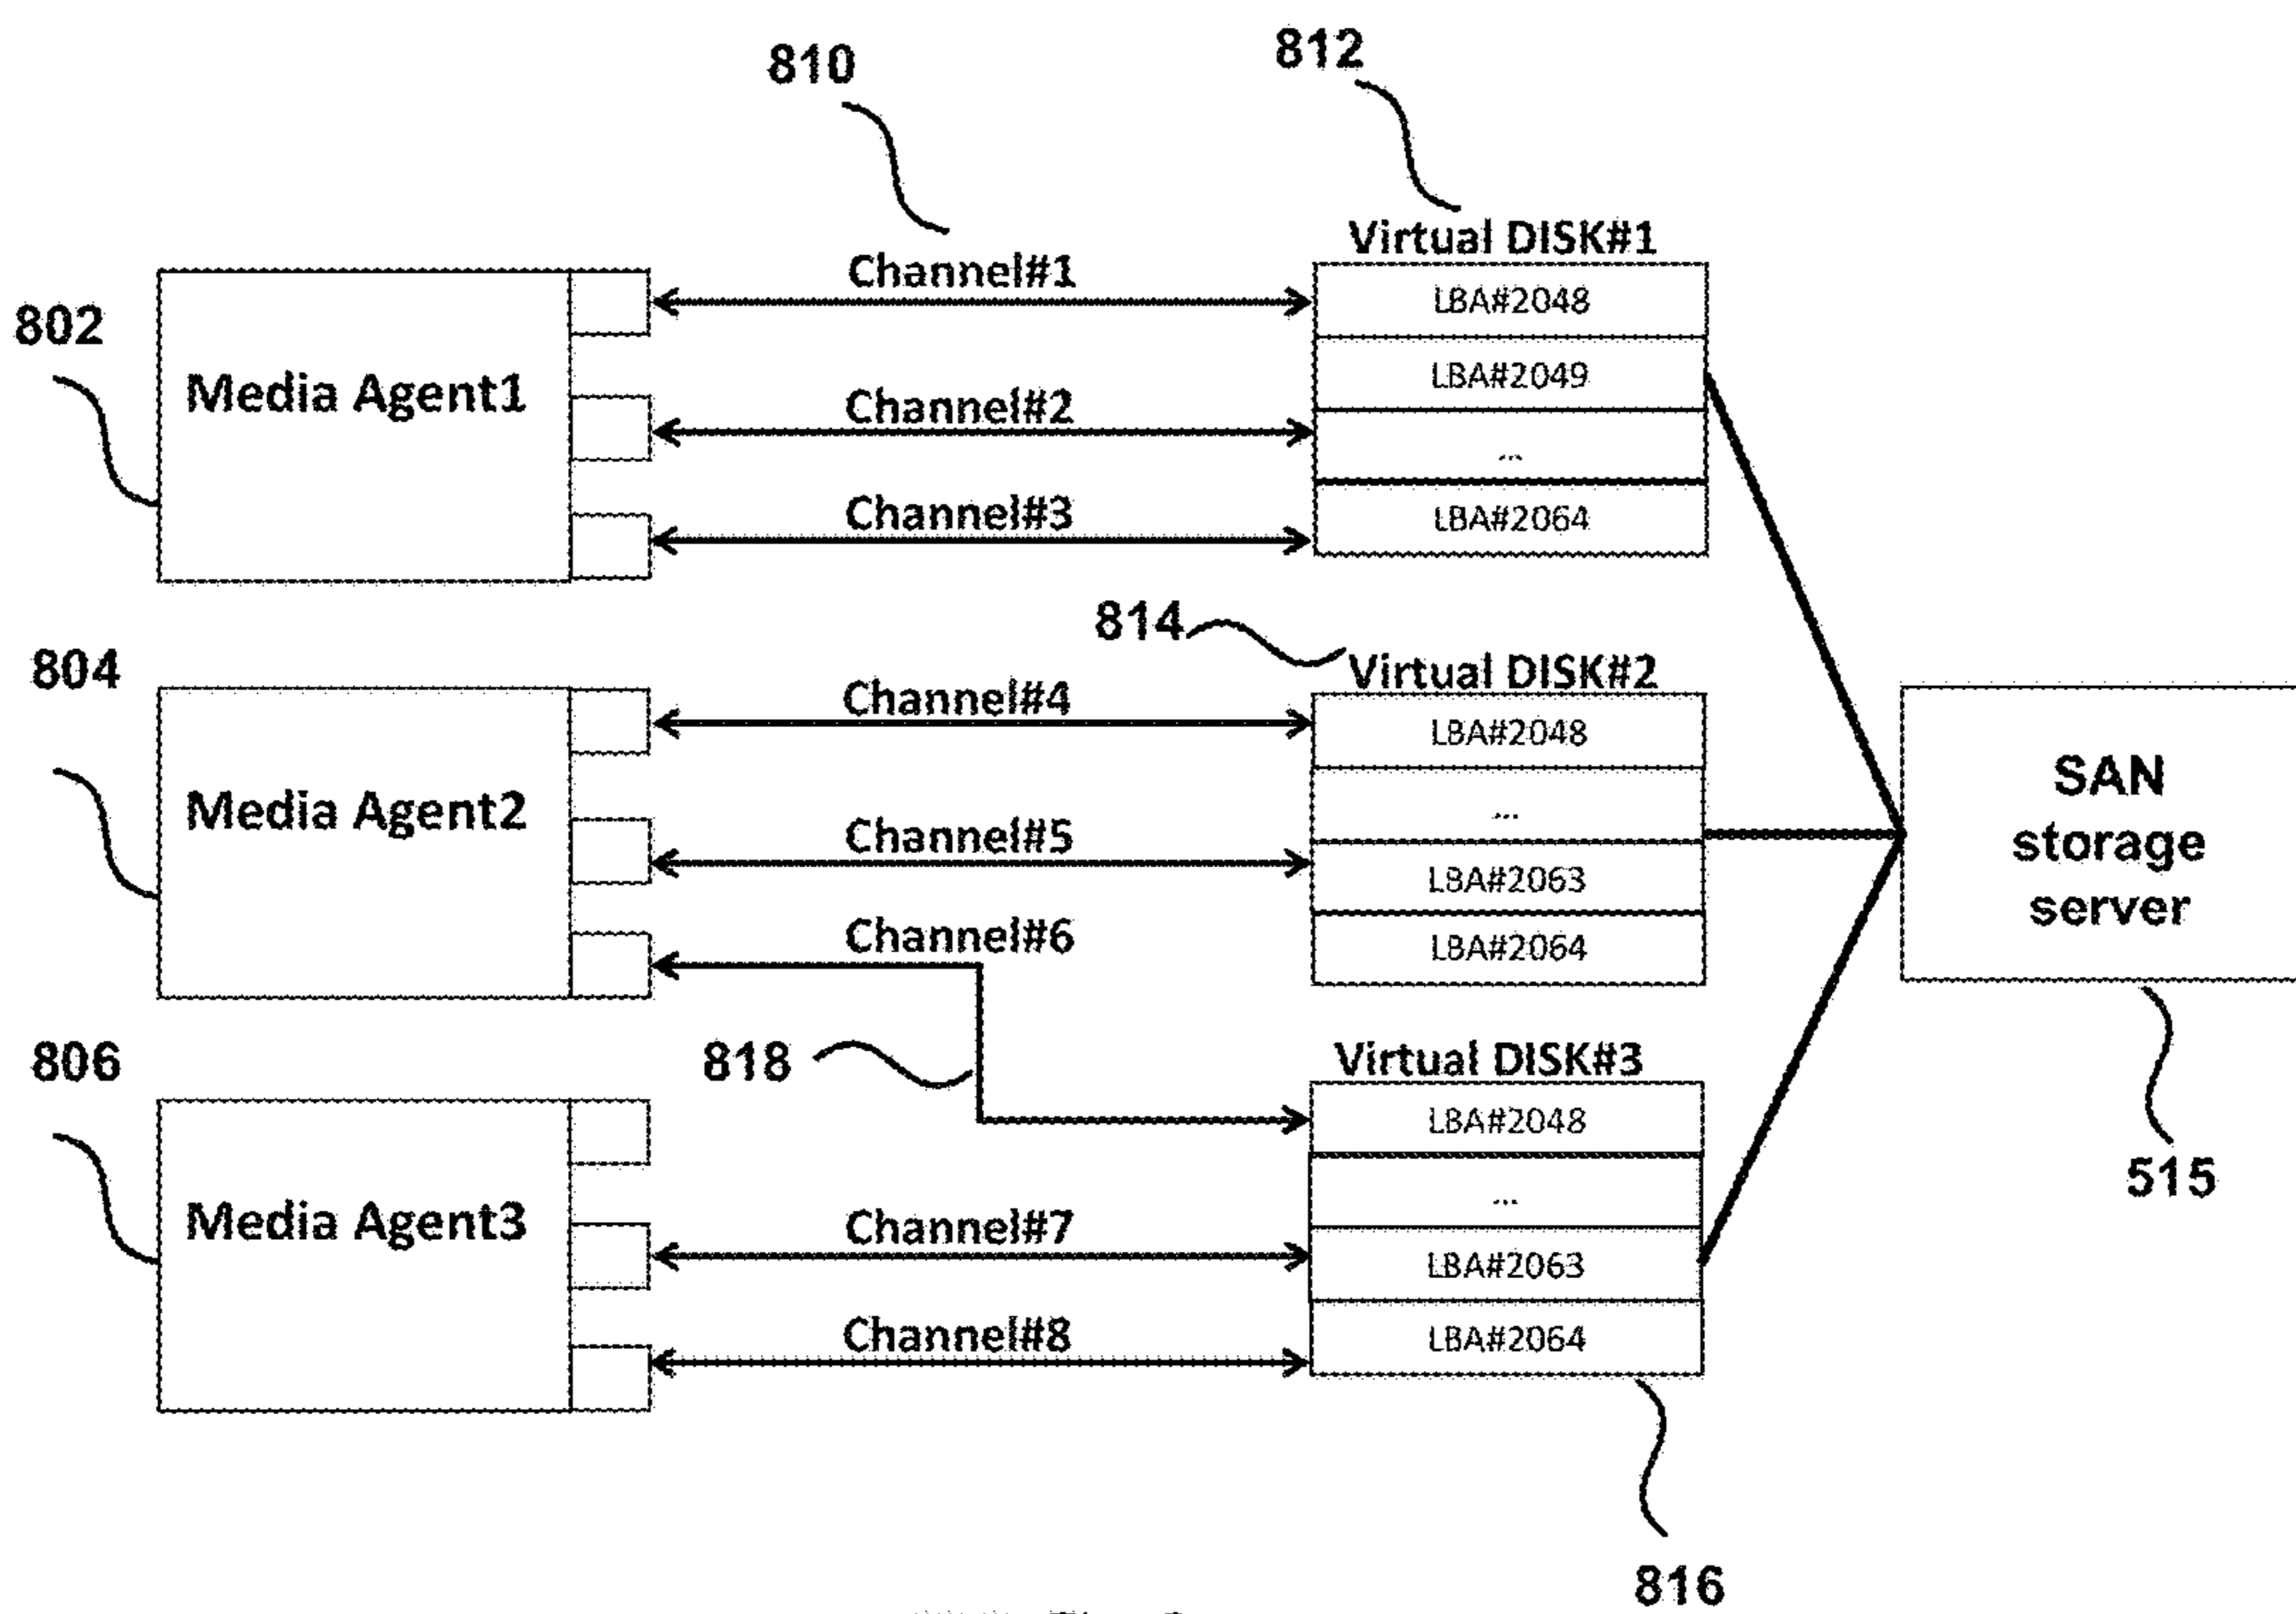 810
812
Virtual DISK#1
Channel#1
LBA#2048
802
Media Agent1
LBA#2049
Channel#2
...
Channel#3
LBA#2064
814
804
Virtual DISK#2
Channel#4
LBA#2048
Media Agent2
...
Channel#5
LBA#2063
SAN
storage
server
Channel#6
LBA#2064
806
818
Virtual DISK#3
LBA#2048
515
Media Agent3
...
Channel#7
LBA#2063
Channel#8
LBA#2064
816